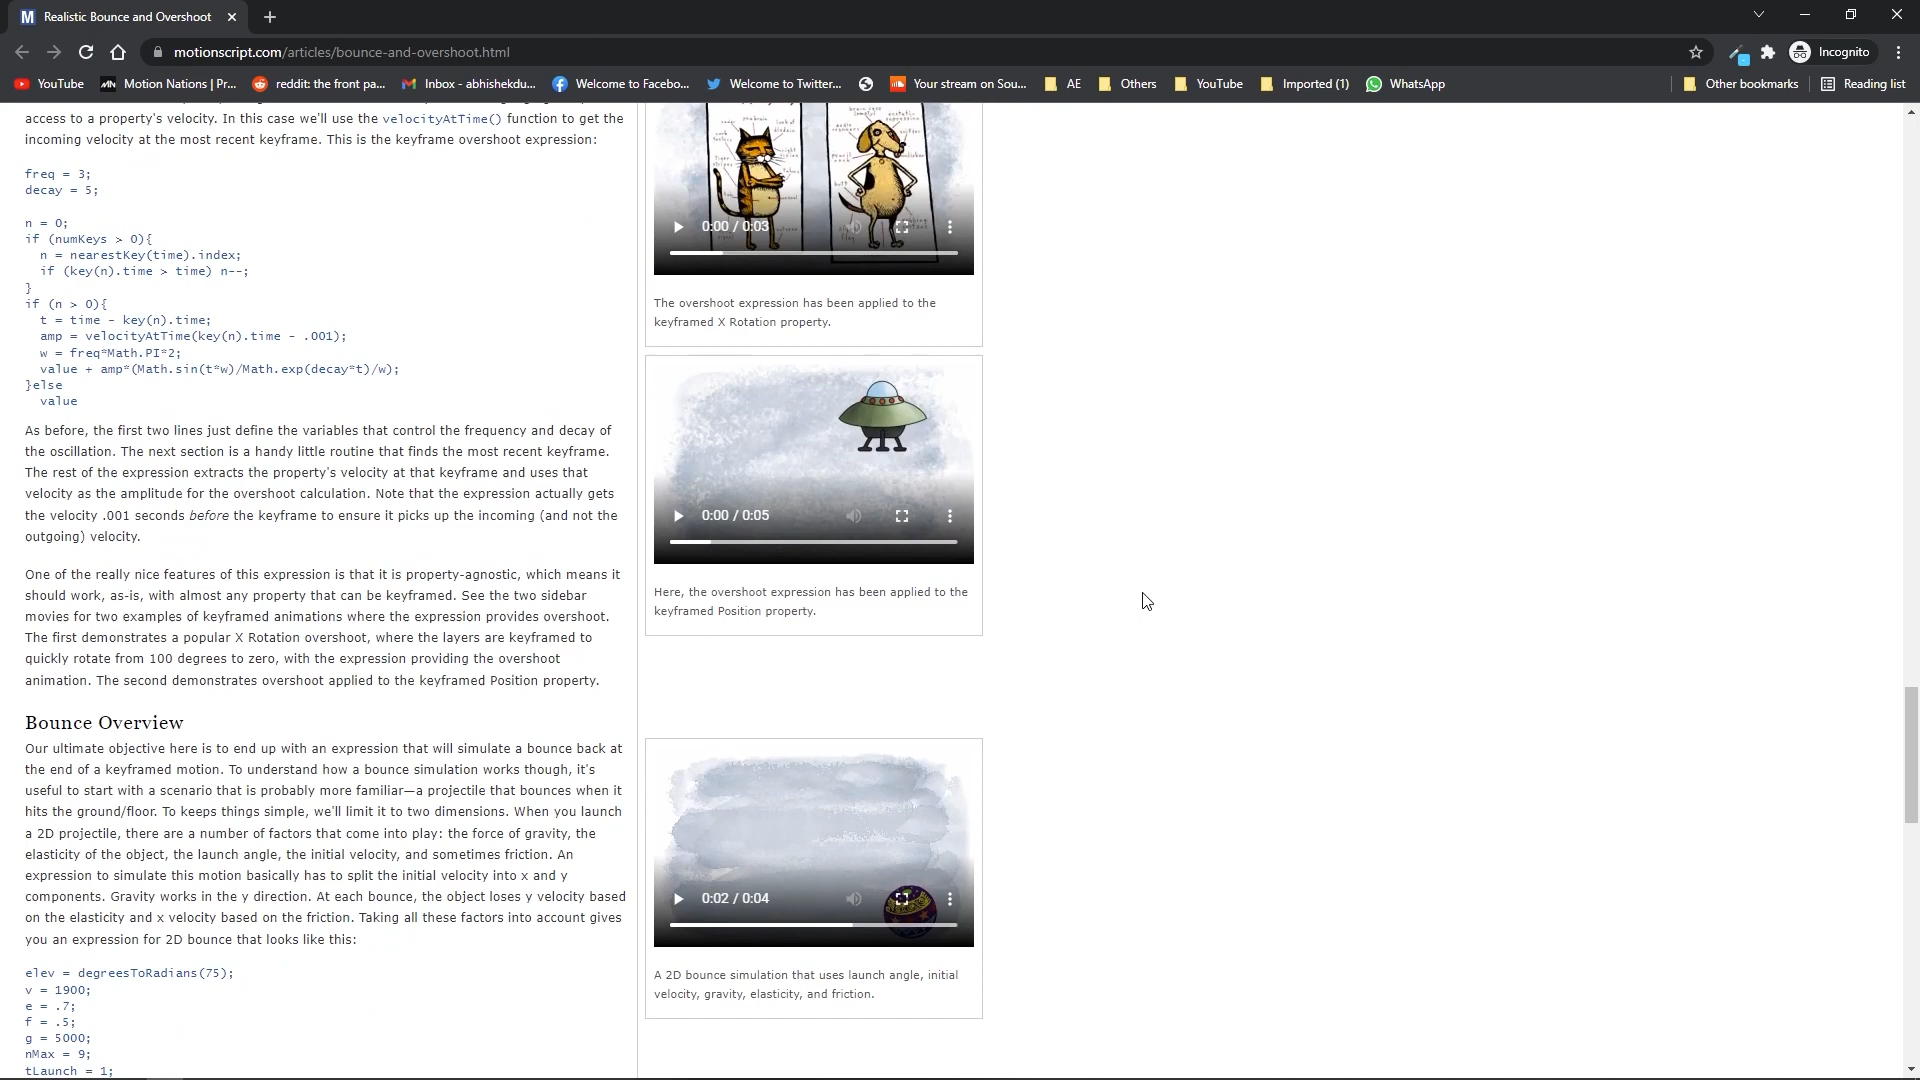 Realistic Bounce and Overshoot
motionscript.com/articles/bounce-and-overshoot.html
Incognito
YouTube
Motion Nations | Pr...
reddit: the front pa...
Inbox - abhishekdu...
Welcome to Facebo...
Welcome to Twitter...
Your stream on Sou...
AE
Others
YouTube
Imported (1)
WhatsApp
Other bookmarks
Reading list
access to a property's velocity. In this case we'll use the velocityAtTime() function to get the
incoming velocity at the most recent keyframe. This is the keyframe overshoot expression:
freq = 3;
decay = 5;
n = 0;
if (numKeys > 0){
n = nearestKey(time).index;
if (key(n).time > time) n--;
}
if (n > 0){
t = time - key(n).time;
amp = velocityAtTime(key(n).time - .001);
w = freq*Math.PI*2;
value + amp*(Math.sin(t*w)/Math.exp(decay*t)/w);
}else
value
As before, the first two lines just define the variables that control the frequency and decay of
the oscillation. The next section is a handy little routine that finds the most recent keyframe.
The rest of the expression extracts the property's velocity at that keyframe and uses that
velocity as the amplitude for the overshoot calculation. Note that the expression actually gets
the velocity .001 seconds before the keyframe to ensure it picks up the incoming (and not the
outgoing) velocity.
One of the really nice features of this expression is that it is property-agnostic, which means it
should work, as-is, with almost any property that can be keyframed. See the two sidebar
movies for two examples of keyframed animations where the expression provides overshoot.
The first demonstrates a popular X Rotation overshoot, where the layers are keyframed to
quickly rotate from 100 degrees to zero, with the expression providing the overshoot
animation. The second demonstrates overshoot applied to the keyframed Position property.
Bounce Overview
Our ultimate objective here is to end up with an expression that will simulate a bounce back at
the end of a keyframed motion. To understand how a bounce simulation works though, it's
useful to start with a scenario that is probably more familiar—a projectile that bounces when it
hits the ground/floor. To keeps things simple, we'll limit it to two dimensions. When you launch
a 2D projectile, there are a number of factors that come into play: the force of gravity, the
elasticity of the object, the launch angle, the initial velocity, and sometimes friction. An
expression to simulate this motion basically has to split the initial velocity into x and y
components. Gravity works in the y direction. At each bounce, the object loses y velocity based
on the elasticity and x velocity based on the friction. Taking all these factors into account gives
you an expression for 2D bounce that looks like this:
elev = degreesToRadians(75);
v = 1900;
e = .7;
f = .5;
g = 5000;
nMax = 9;
tLaunch = 1;
0:00 / 0:03
The overshoot expression has been applied to the
keyframed X Rotation property.
0:00 / 0:05
Here, the overshoot expression has been applied to the
keyframed Position property.
0:02 / 0:04
A 2D bounce simulation that uses launch angle, initial
velocity, gravity, elasticity, and friction.